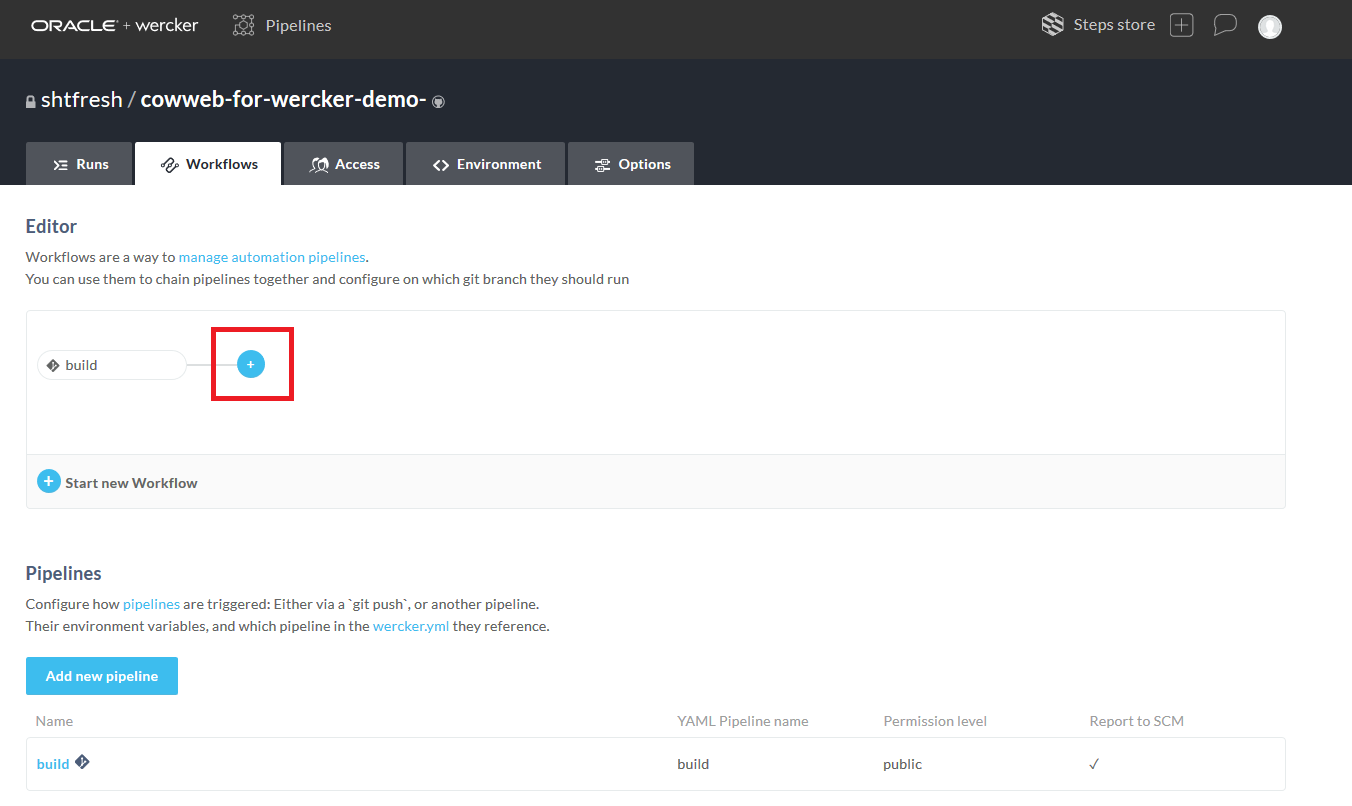 ORACLE + wercker Pipelines Steps store
shtfresh / cowweb-for-wercker-demo-
Runs Workflows Access Environment Options
Editor
Workflows are a way to manage automation pipelines.
You can use them to chain pipelines together and configure on which git branch they should run
build +
+ Start new Workflow
Pipelines
Configure how pipelines are triggered: Either via a `git push`, or another pipeline.
Their environment variables, and which pipeline in the wercker.yml they reference.
Add new pipeline
Name YAML Pipeline name Permission level Report to SCM
build build public ✓